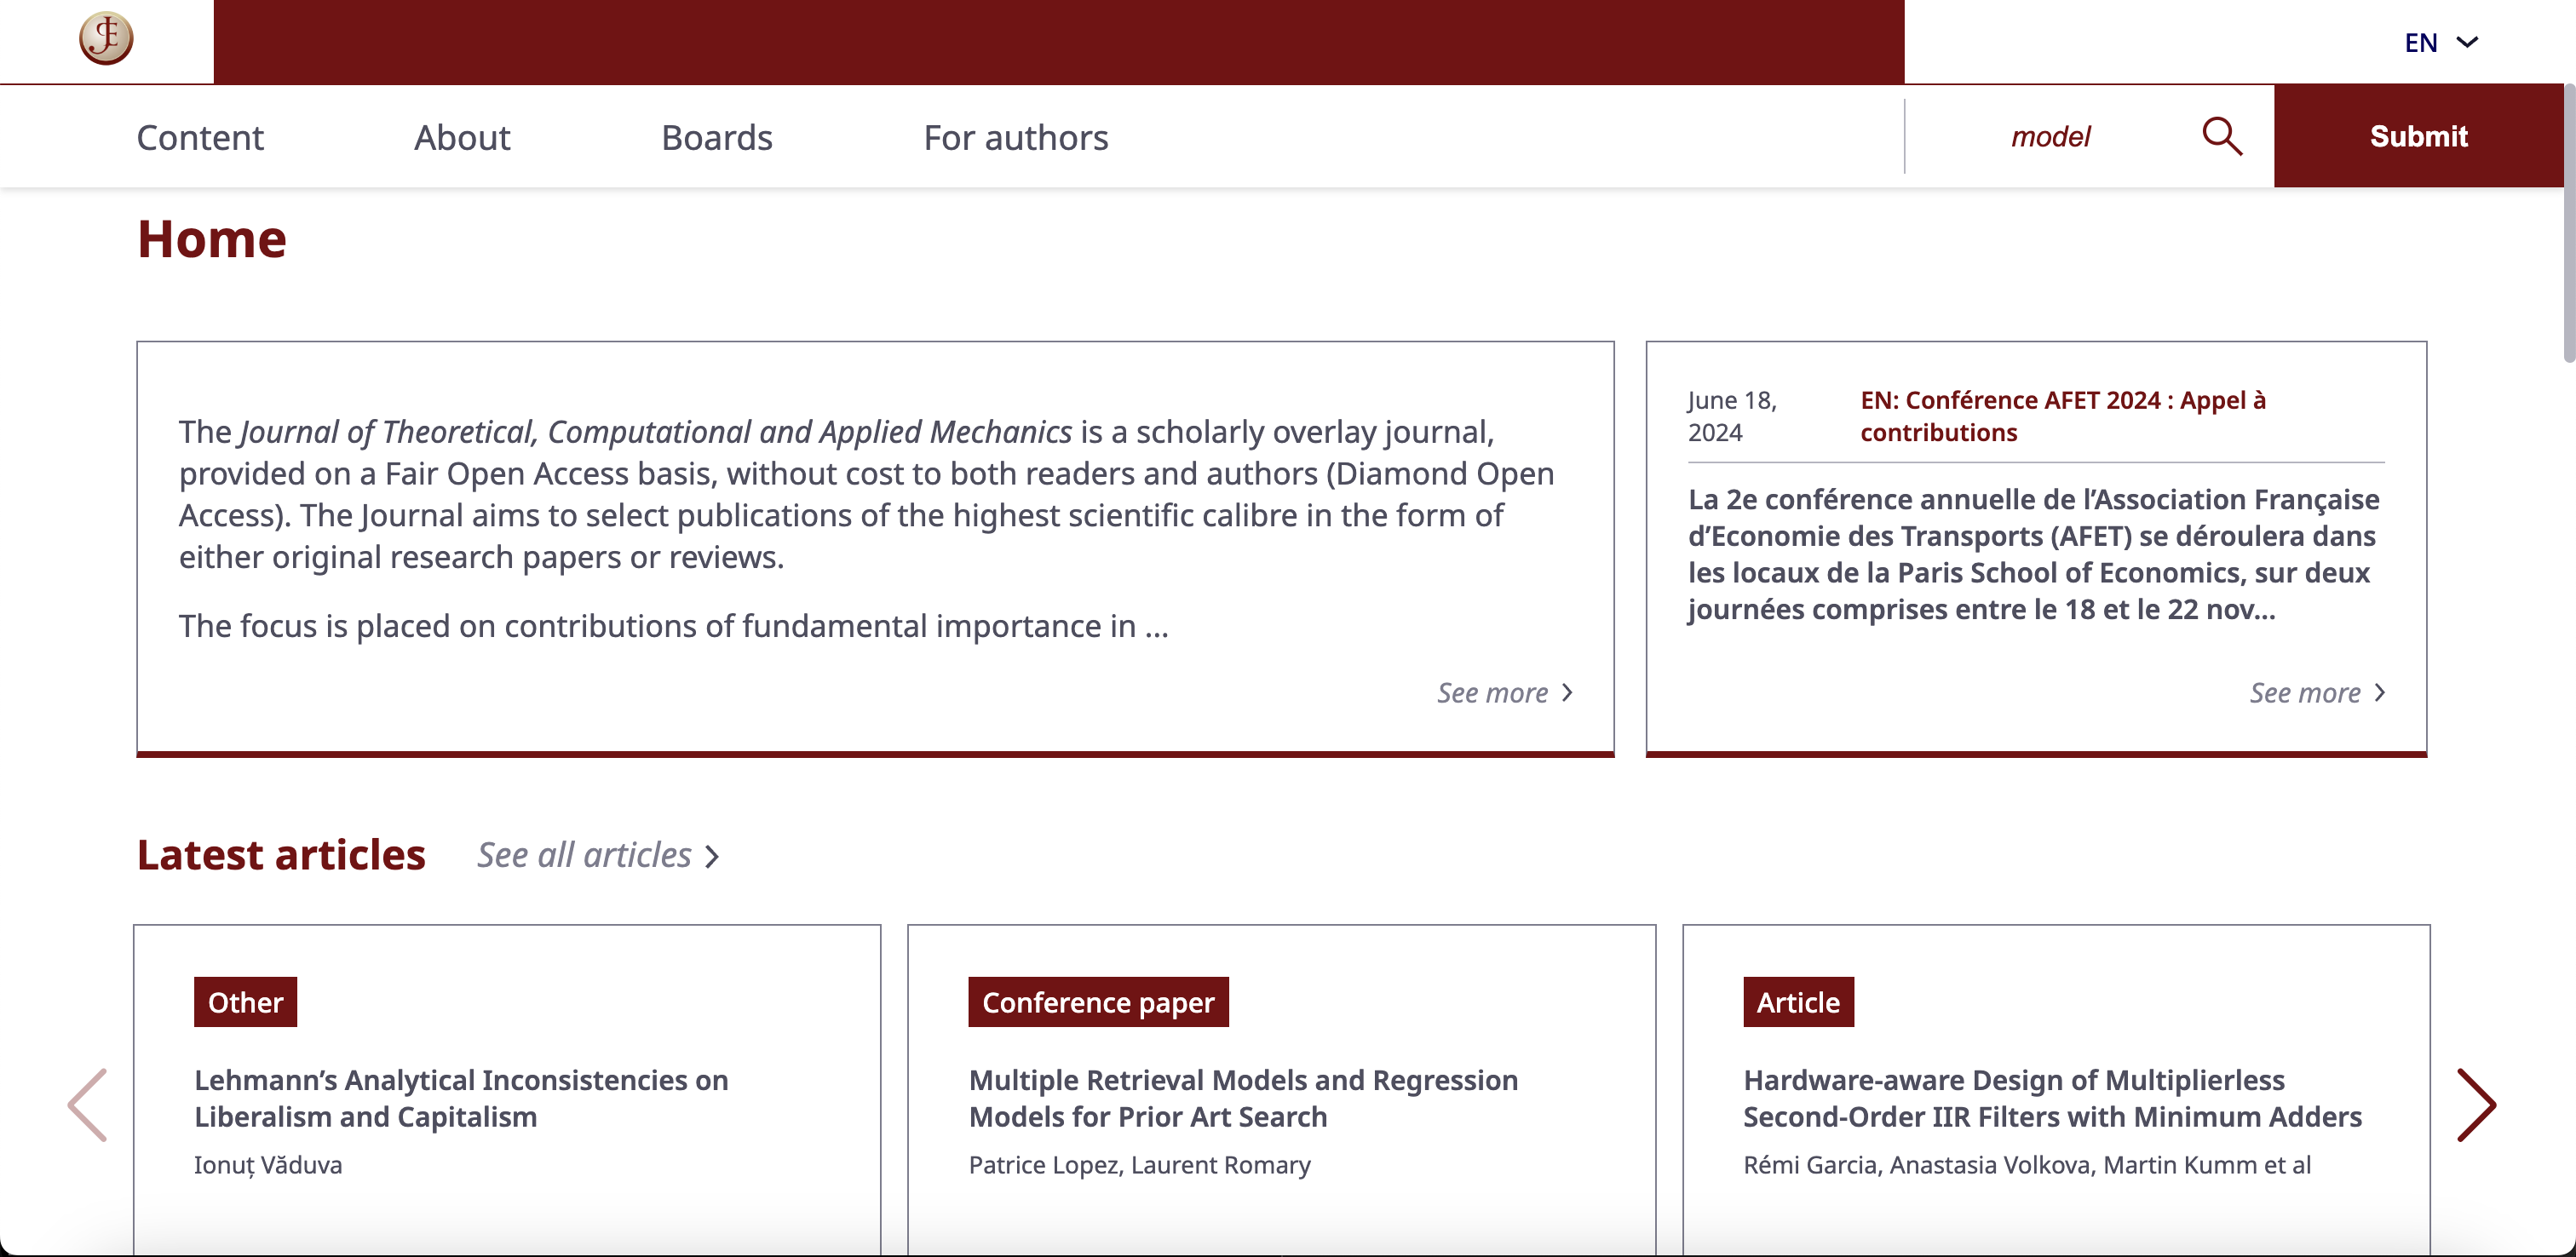 JE
EN
Content About Boards For authors model Submit
Home
The Journal of Theoretical, Computational and Applied Mechanics is a scholarly overlay journal,
provided on a Fair Open Access basis, without cost to both readers and authors (Diamond Open
Access). The Journal aims to select publications of the highest scientific calibre in the form of
either original research papers or reviews.
The focus is placed on contributions of fundamental importance in ...
See more
June 18,
2024
EN: Conférence AFET 2024 : Appel à
contributions
La 2e conférence annuelle de l’Association Française
d’Economie des Transports (AFET) se déroulera dans
les locaux de la Paris School of Economics, sur deux
journées comprises entre le 18 et le 22 nov...
See more
Latest articles See all articles
Other
Lehmann’s Analytical Inconsistencies on
Liberalism and Capitalism
Ionuț Văduva
Conference paper
Multiple Retrieval Models and Regression
Models for Prior Art Search
Patrice Lopez, Laurent Romary
Article
Hardware-aware Design of Multiplierless
Second-Order IIR Filters with Minimum Adders
Rémi Garcia, Anastasia Volkova, Martin Kumm et al